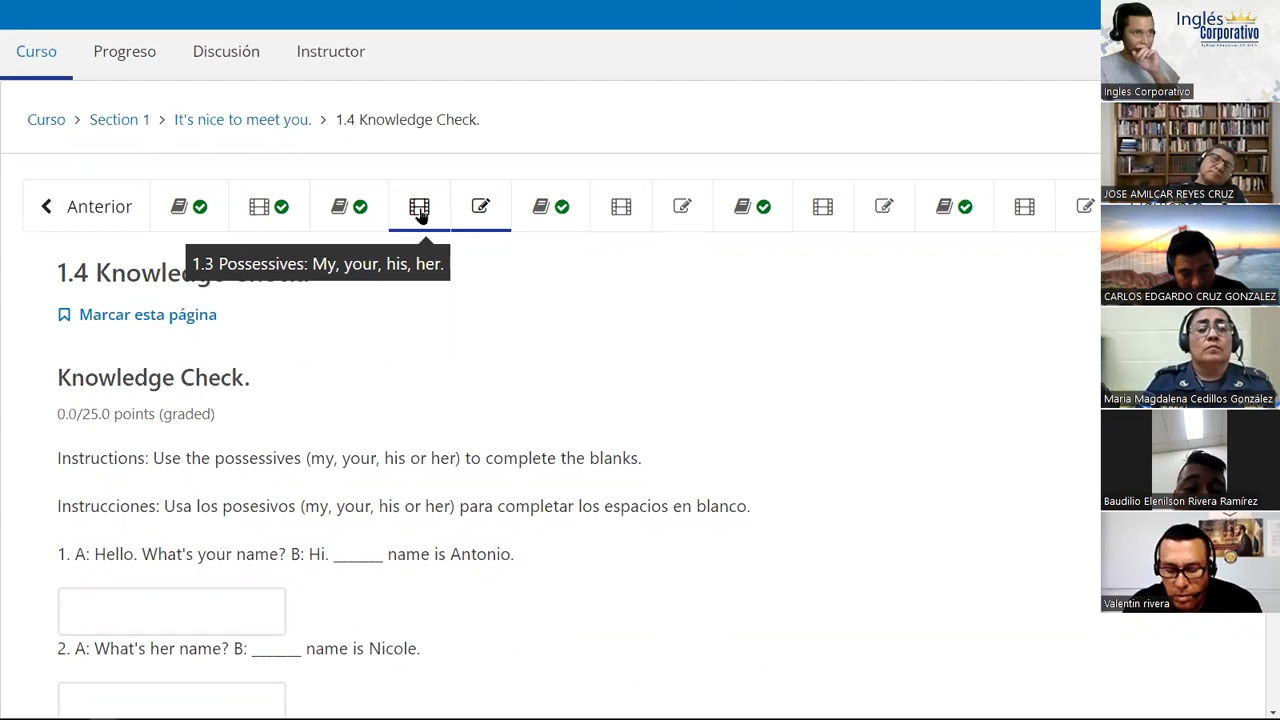 Curso Progreso Discusión Instructor
Curso > Section 1 > It's nice to meet you. > 1.4 Knowledge Check.
Anterior
1.3 Possessives: My, your, his, her.
1.4 Knowled
Marcar esta página
Knowledge Check.
0.0/25.0 points (graded)
Instructions: Use the possessives (my, your, his or her) to complete the blanks.
Instrucciones: Usa los posesivos (my, your, his or her) para completar los espacios en blanco.
1. A: Hello. What's your name? B: Hi. _______ name is Antonio.
2. A: What's her name? B: _______ name is Nicole.
Inglés
Corporativo
Ingles Corporativo
JOSE AMILCAR REYES CRUZ
CARLOS EDGARDO CRUZ GONZALEZ
María Magdalena Cedillos González
Baudilio Elenilson Rivera Ramírez
Valentin rivera